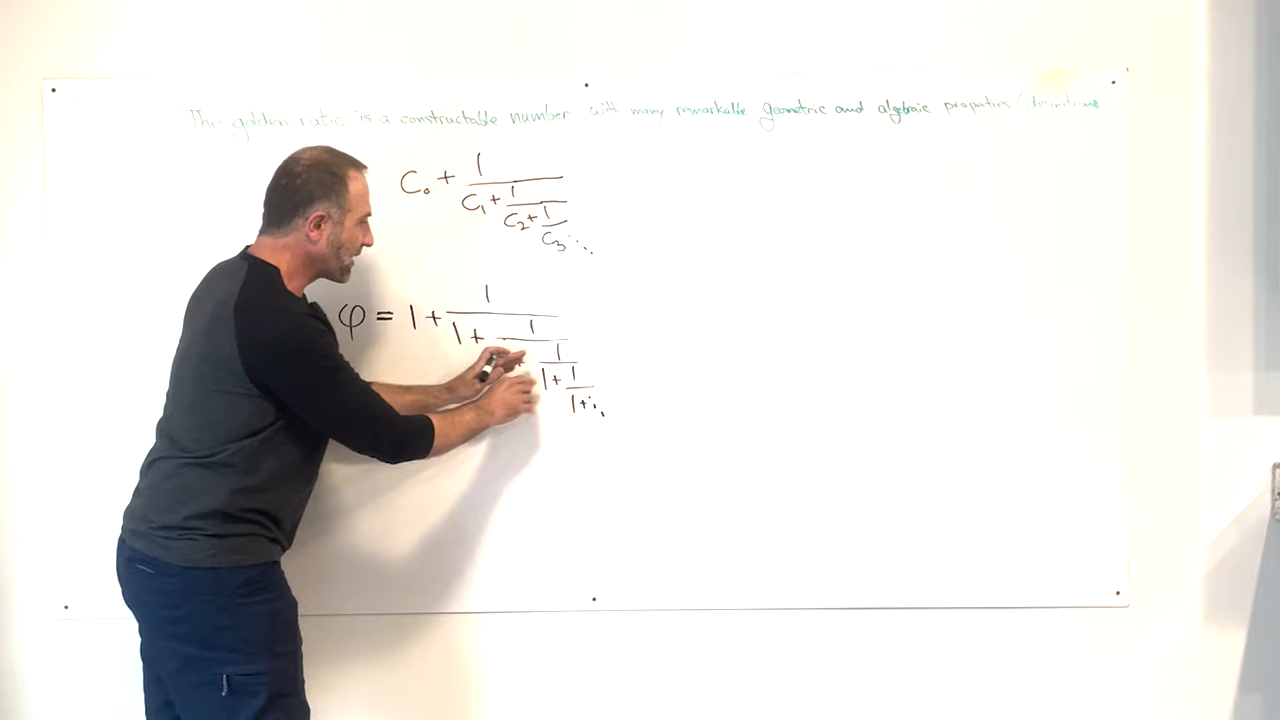 The golden ratio is a constructable number with many remarkable geometric and algebraic properties (definitions
C₀ + 1
C₁ + 1
C₂ + 1
C₃ ⋱
φ = 1 + 1
1 + 1
+ 1
1 + 1
1 + ⋱